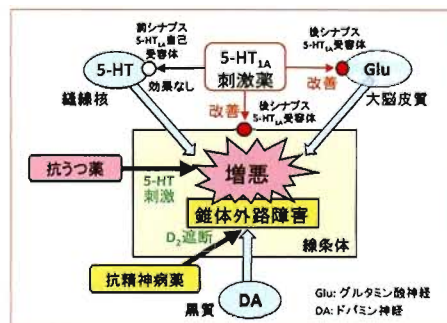 前シナプス
5-HT1A自己
受容体
5-HT
縫線核
効果なし
5-HT1A
刺激薬
後シナプス
5-HT1A受容体
改善
Glu
大脳皮質
改善
後シナプス
5-HT1A受容体
抗うつ薬
5-HT
刺激
増悪
錐体外路障害
D2遮断
線条体
抗精神病薬
黒質
DA
Glu: グルタミン酸神経
DA: ドパミン神経